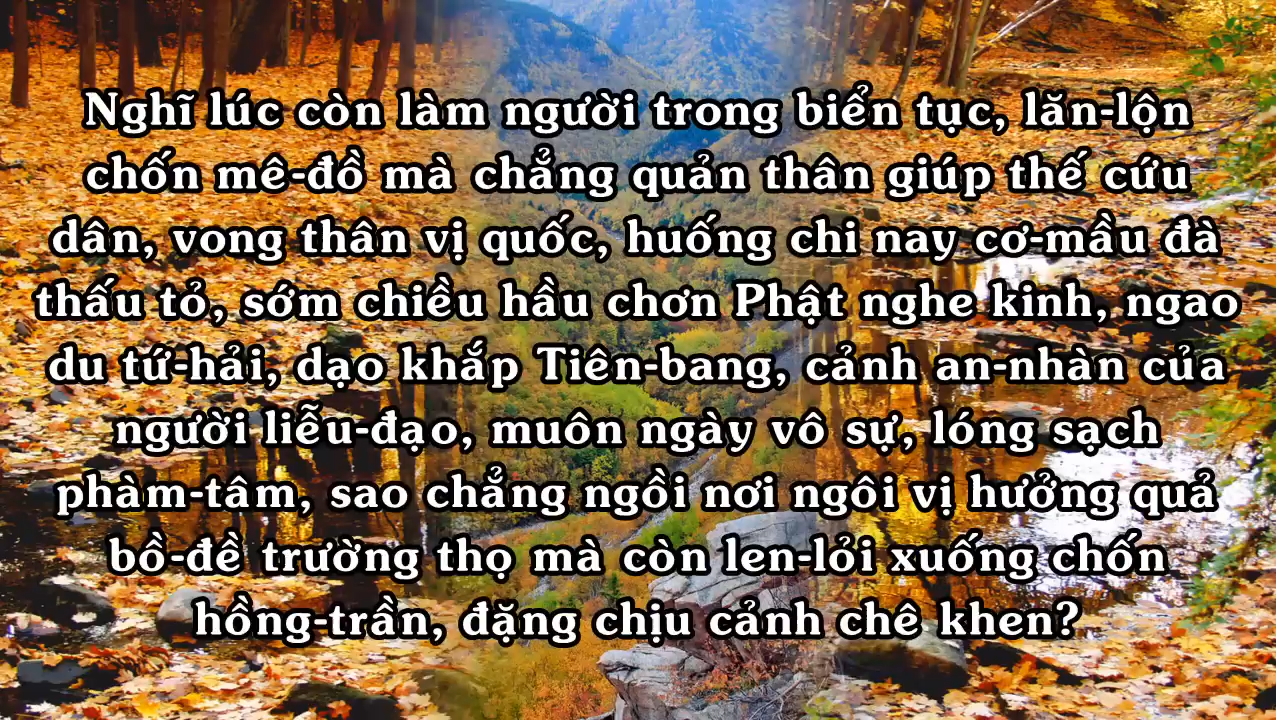 Nghĩ lúc còn làm người trong biển tục, lăn-lộn
chốn mê-đồ mà chẳng quản thân giúp thế cứu
dân, vong thân vị quốc, huống chi nay cơ-mầu đà
thấu tỏ, sớm chiều hầu chơn Phật nghe kinh, ngao
du tứ-hải, dạo khắp Tiên-bang, cảnh an-nhàn của
người liễu-đạo, muôn ngày vô sự, lóng sạch
phàm-tâm, sao chẳng ngồi nơi ngôi vị hưởng quả
bồ-đề trường thọ mà còn len-lỏi xuống chốn
hồng-trần, đặng chịu cảnh chê khen?